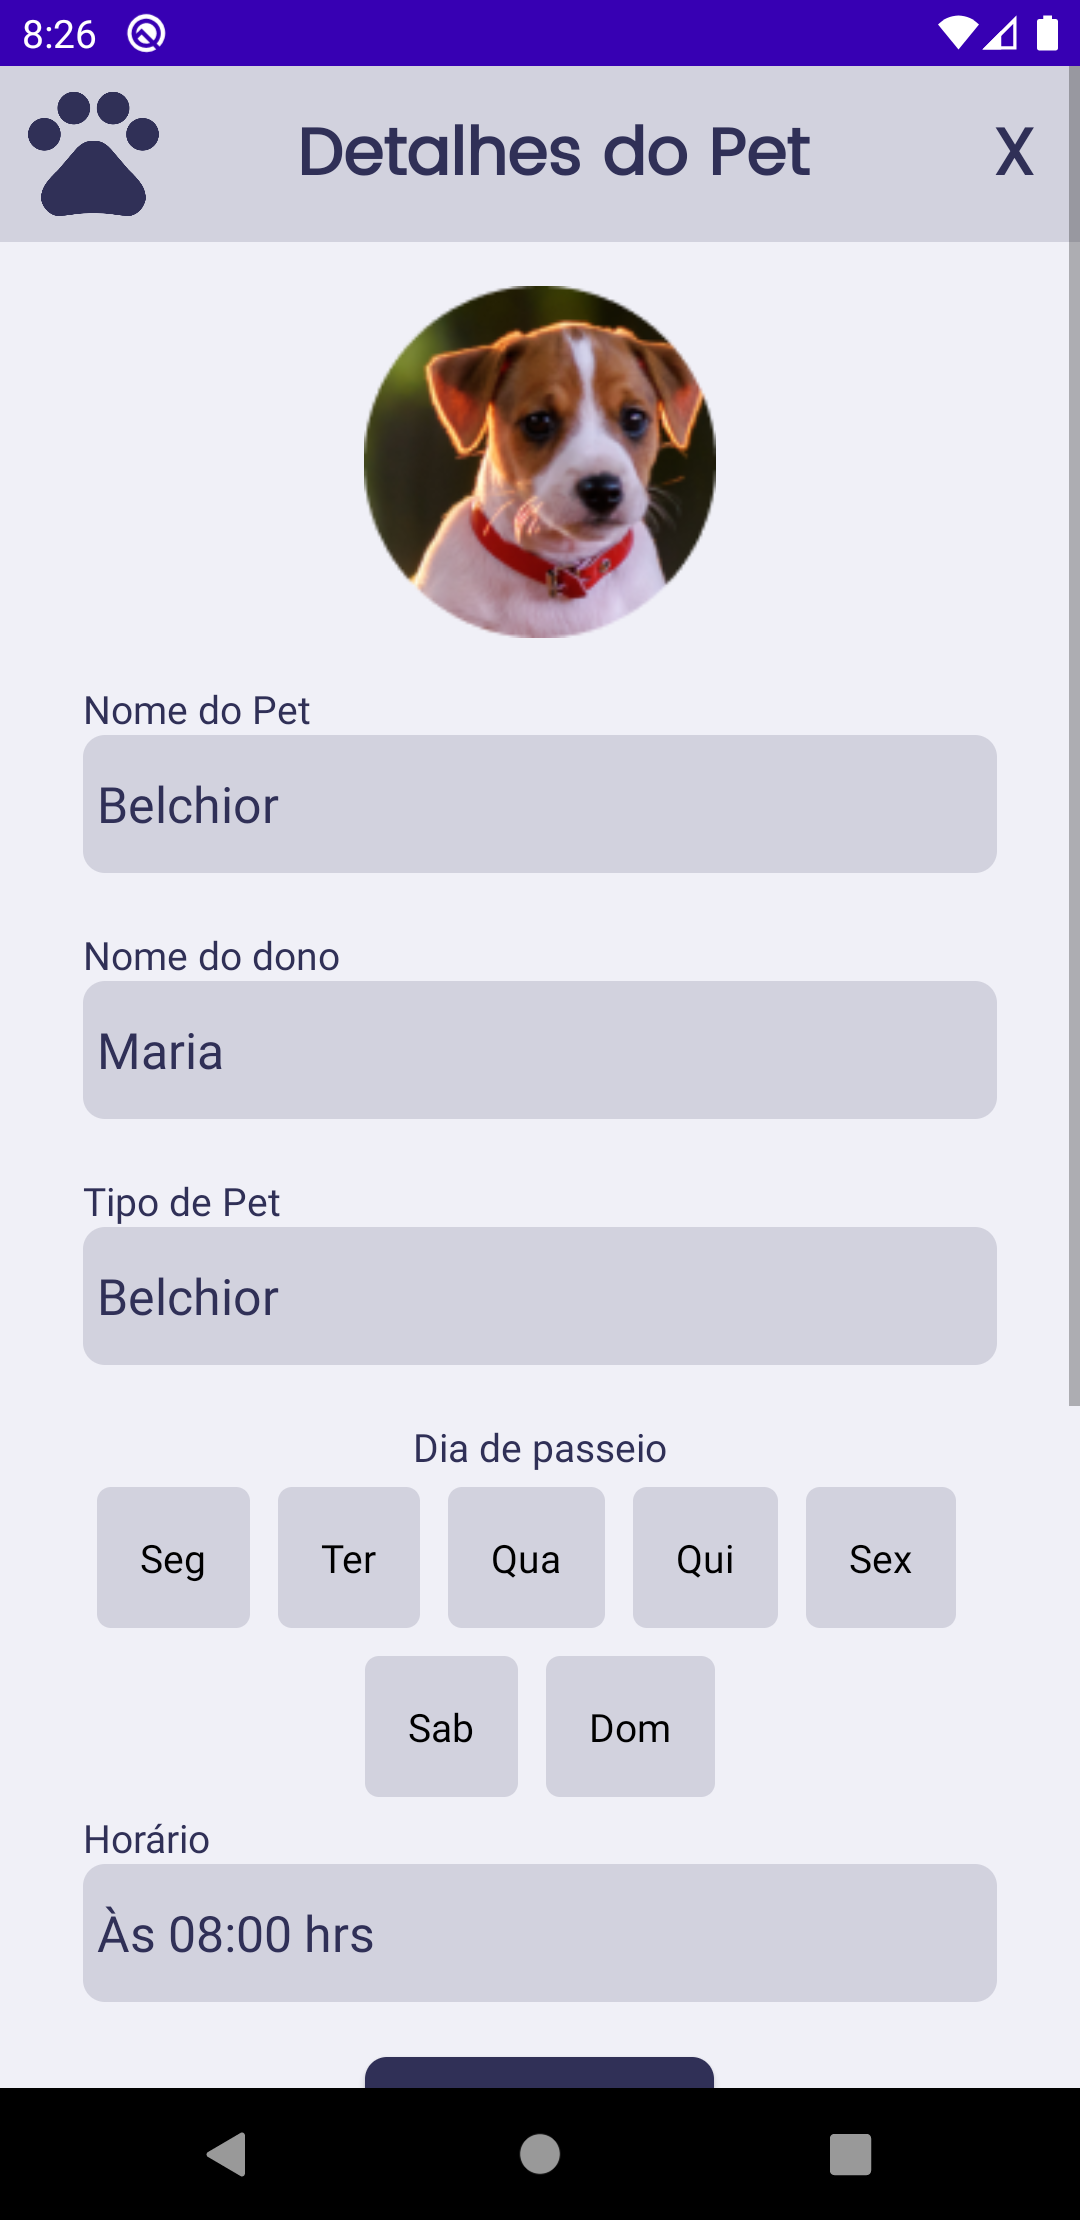 8:26
Detalhes do Pet X
Nome do Pet
Belchior
Nome do dono
Maria
Tipo de Pet
Belchior
Dia de passeio
Seg Ter Qua Qui Sex
Sab Dom
Horário
Às 08:00 hrs